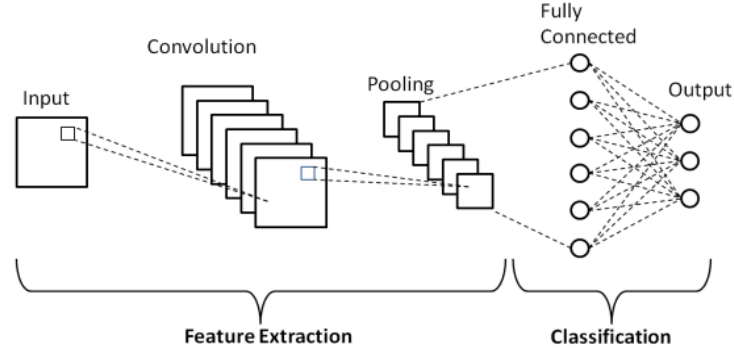 Fully
Connected
Convolution
Pooling
Output
Input
Feature Extraction
Classification